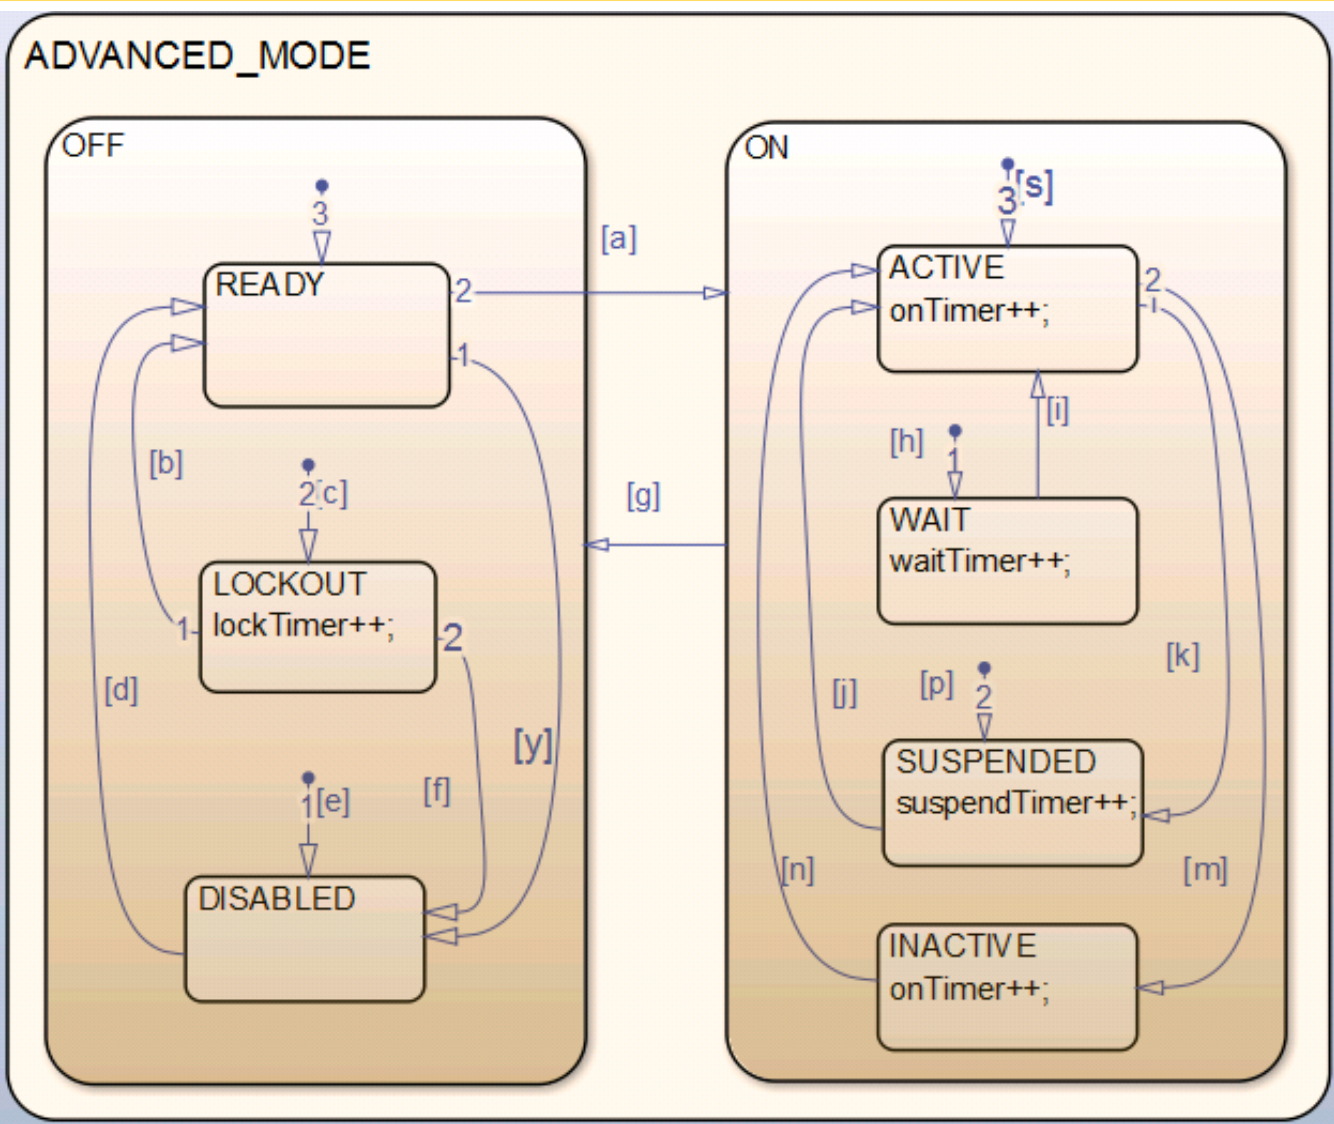 ADVANCED_MODE
OFF
3
READY
2
1
[b]
2[c]
LOCKOUT
lockTimer++;
1
2
[d]
[f]
[y]
1[e]
DISABLED
[a]
[g]
ON
3[s]
ACTIVE
onTimer++;
2
1
[i]
[h]
1
WAIT
waitTimer++;
[k]
[j]
[p]
2
SUSPENDED
suspendTimer++;
[n]
[m]
INACTIVE
onTimer++;